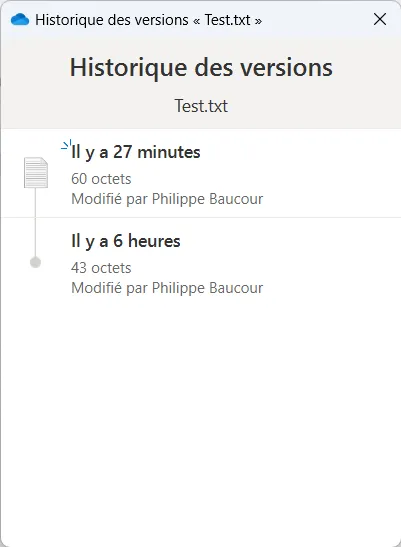 Historique des versions « Test.txt »
Historique des versions
Test.txt
Il y a 27 minutes
60 octets
Modifié par Philippe Baucour
Il y a 6 heures
43 octets
Modifié par Philippe Baucour